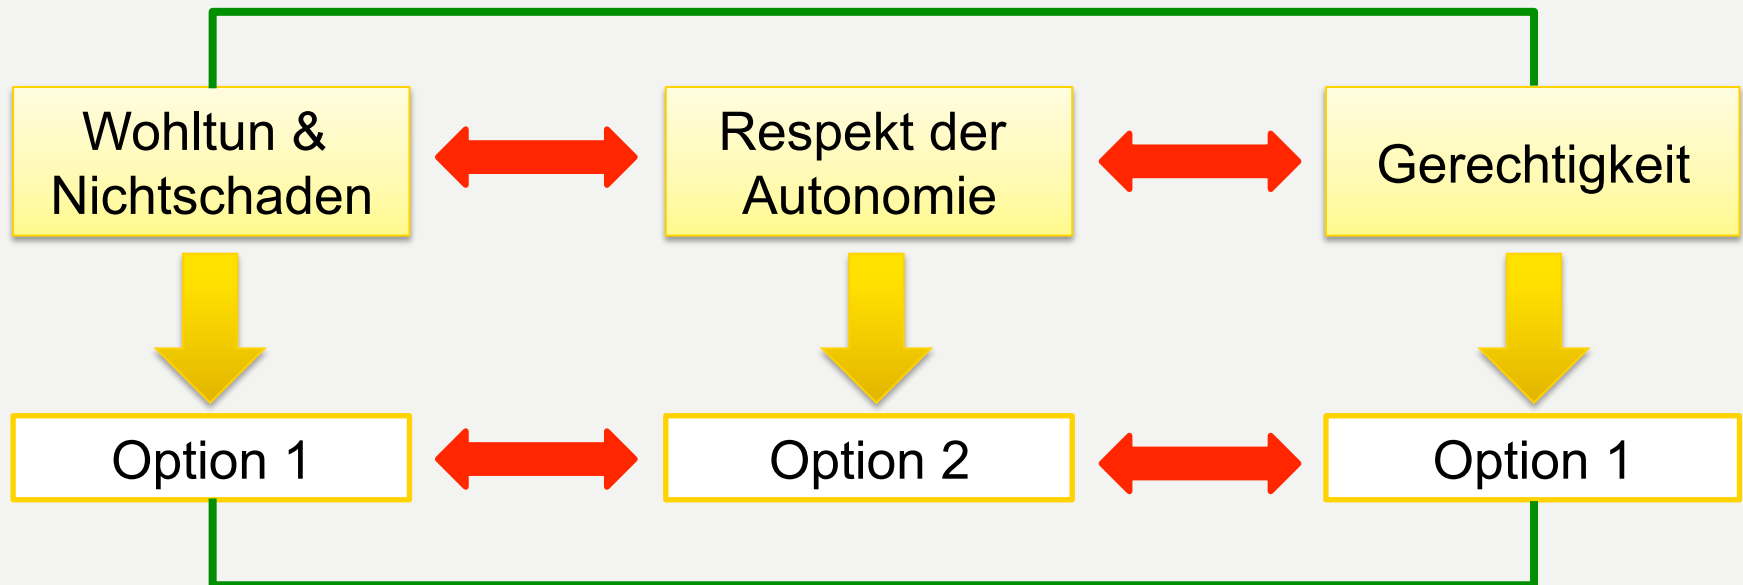 Wohltun &
Nichtschaden
Respekt der
Autonomie
Gerechtigkeit
Option 1
Option 2
Option 1